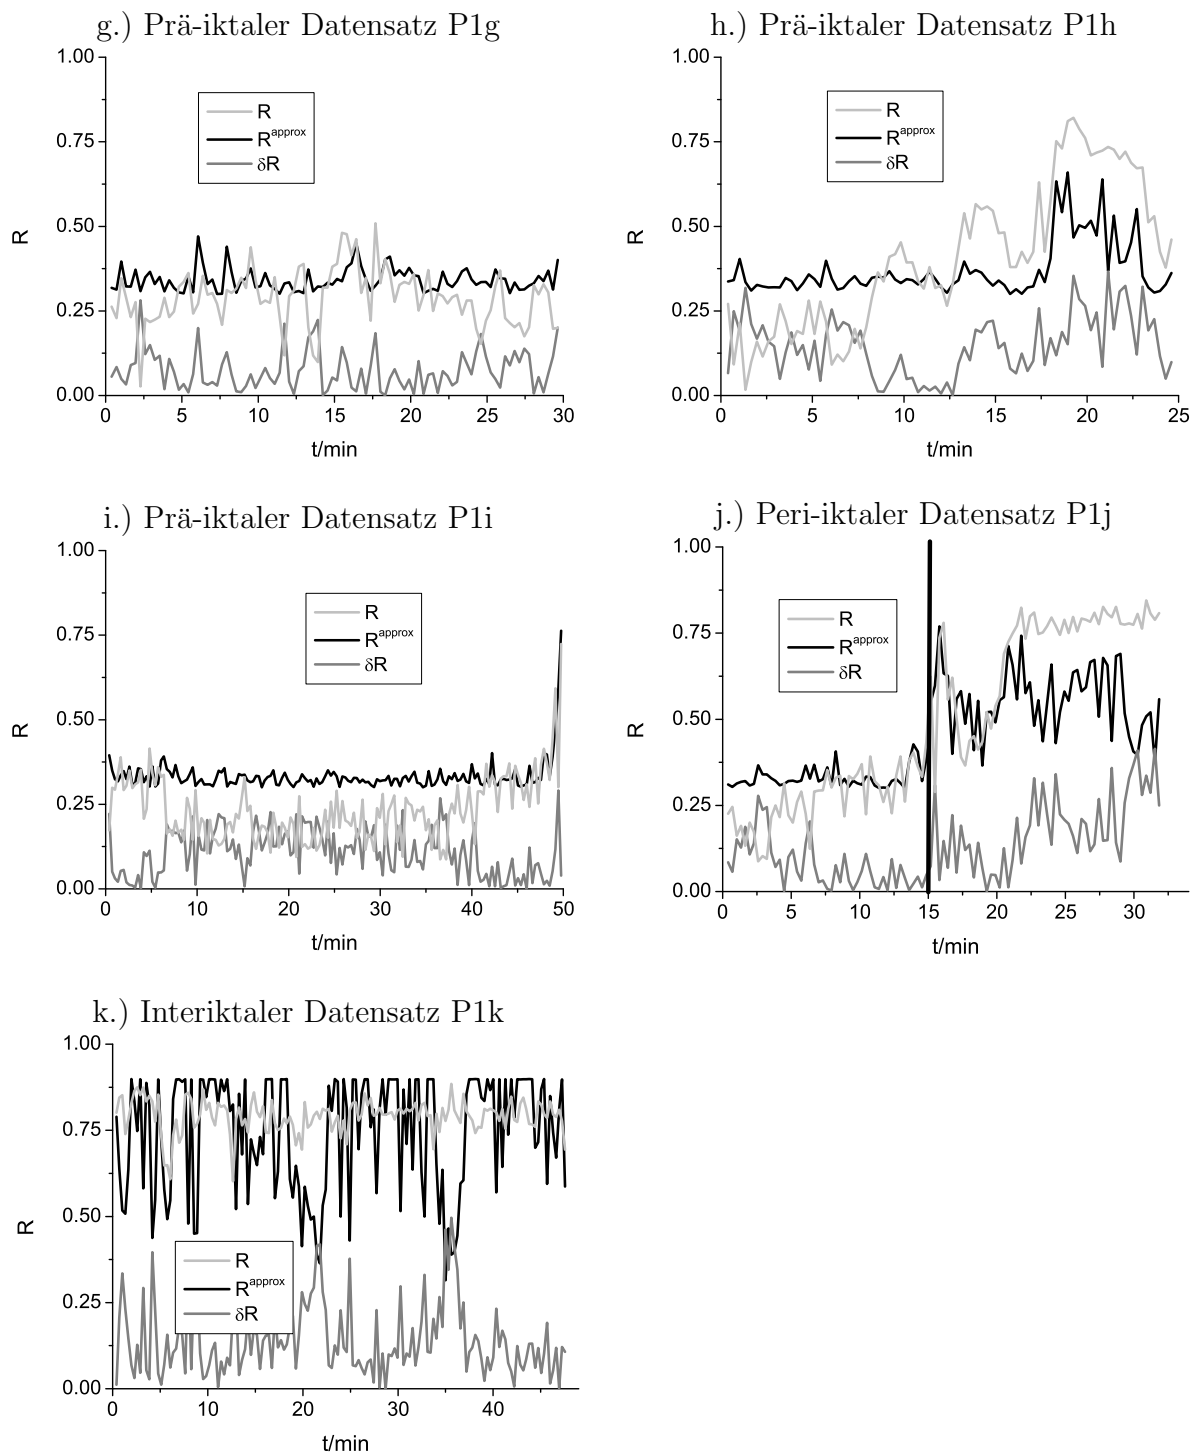 g.) Prä-iktaler Datensatz P1g
1.00
0.75
0.50
0.25
0.00
R
R
R^approx
δR
0 5 10 15 20 25 30
t/min
h.) Prä-iktaler Datensatz P1h
1.00
0.75
0.50
0.25
0.00
R
R
R^approx
δR
0 5 10 15 20 25
t/min
i.) Prä-iktaler Datensatz P1i
1.00
0.75
0.50
0.25
0.00
R
R
R^approx
δR
0 10 20 30 40 50
t/min
j.) Peri-iktaler Datensatz P1j
1.00
0.75
0.50
0.25
0.00
R
R
R^approx
δR
0 5 10 15 20 25 30
t/min
k.) Interiktaler Datensatz P1k
1.00
0.75
0.50
0.25
0.00
R
R
R^approx
δR
0 10 20 30 40
t/min